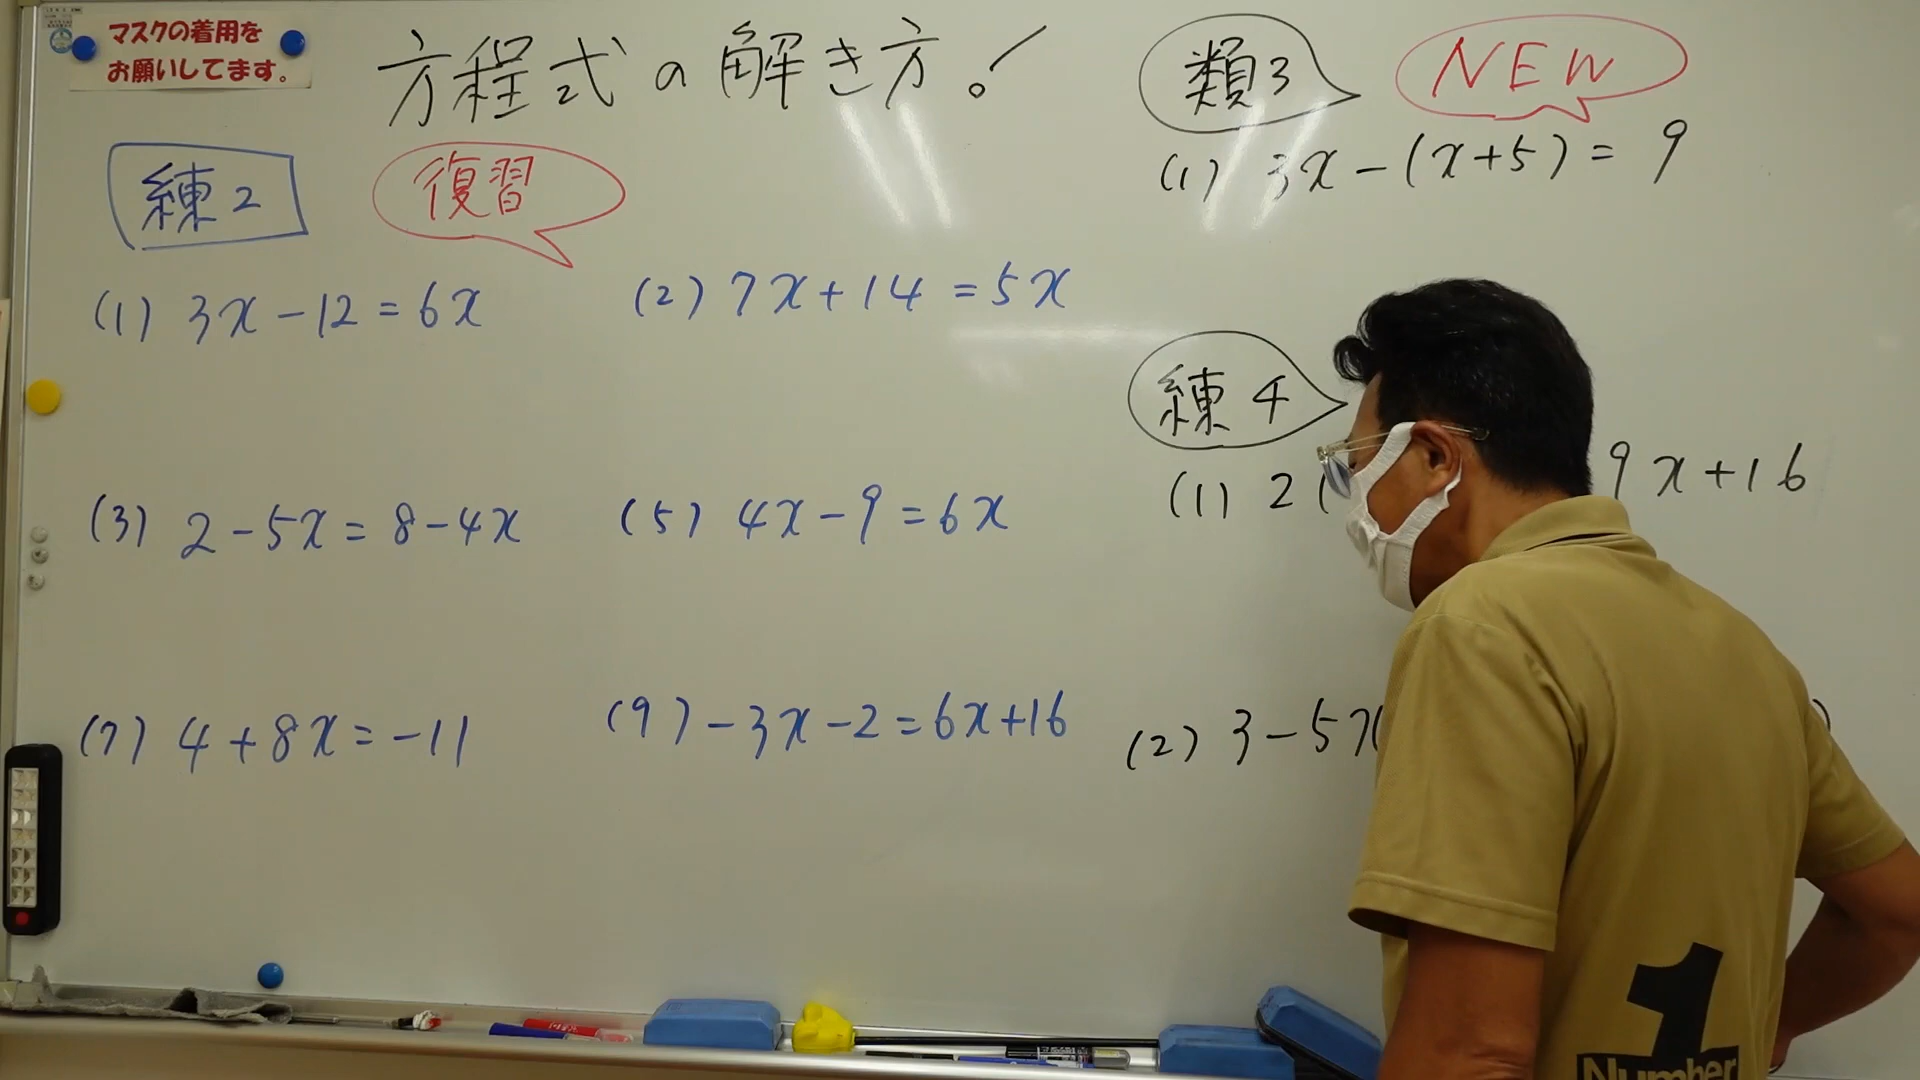 マスクの着用を
お願いしてます。
方程式の解き方!
練2
復習
(1) 3x-12=6x
(2) 7x+14=5x
(3) 2-5x=8-4x
(5) 4x-9=6x
(7) 4+8x=-11
(9) -3x-2=6x+16
類3
NEW
(1) 3x-(x+5)=9
練4
(1) 2( 9x+16
(2) 3-5x )
1
Number